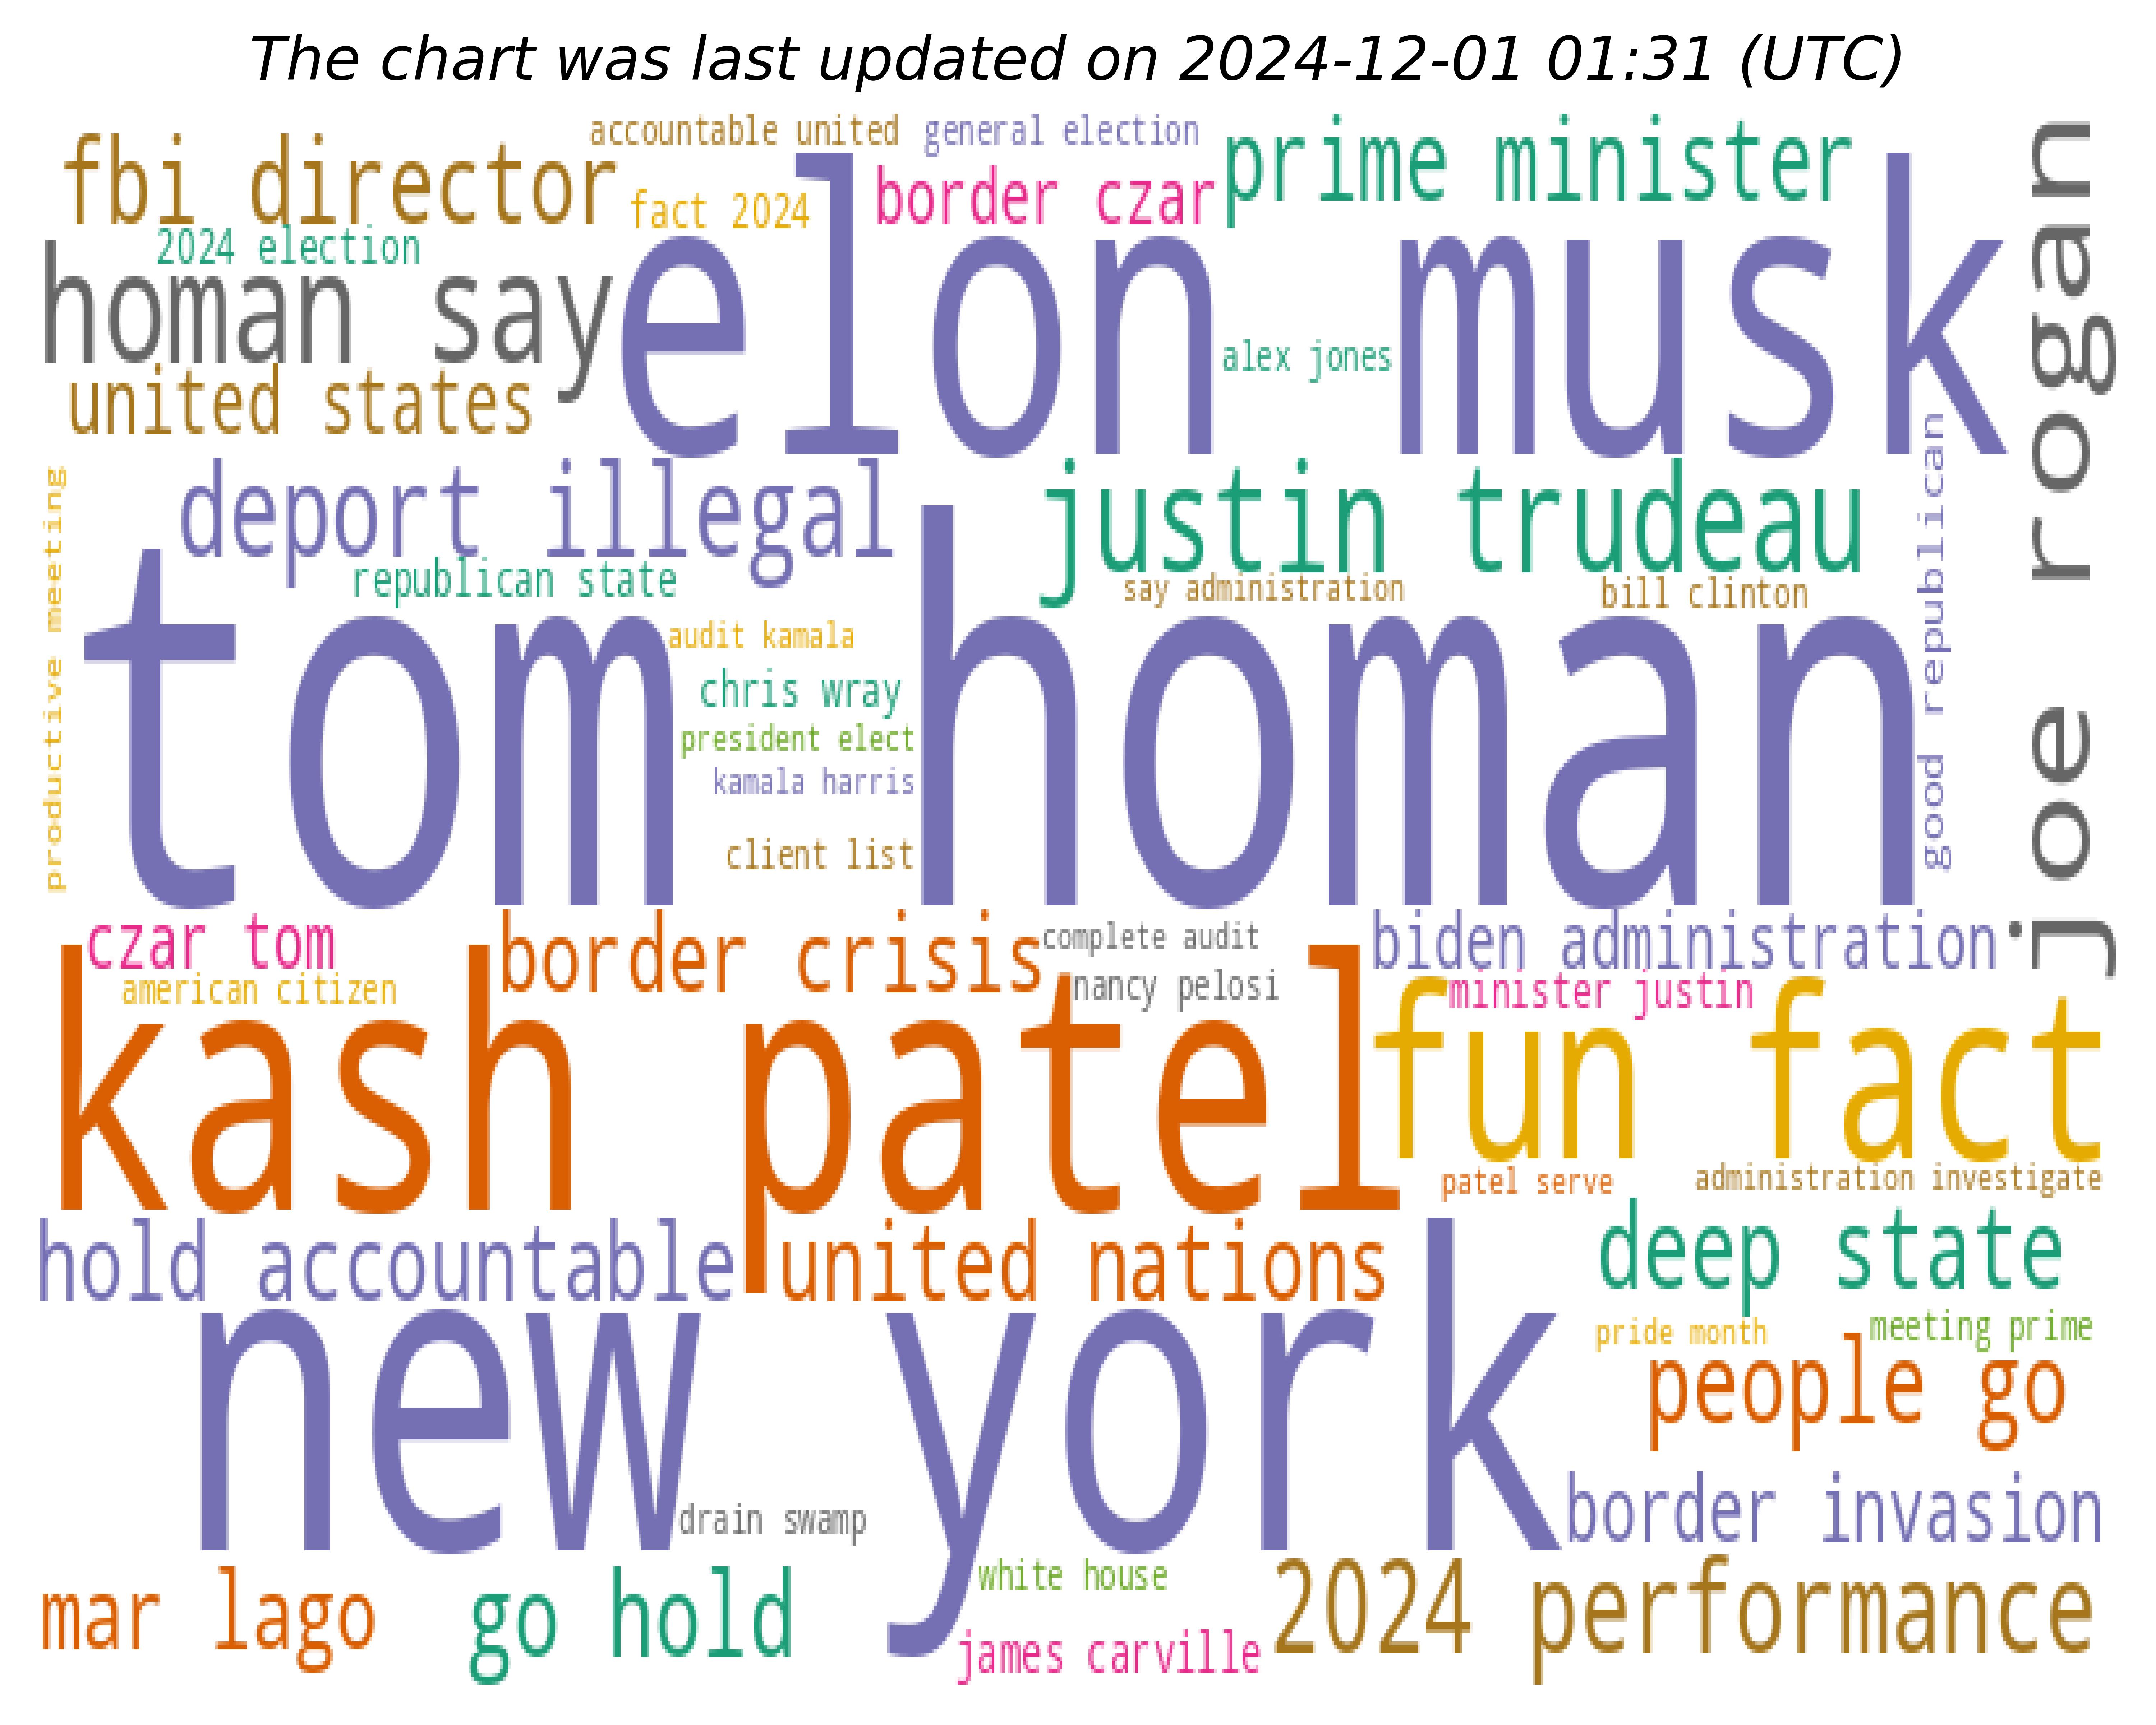 The chart was last updated on 2024-12-01 01:31 (UTC)
accountable united
general election
prime minister
fbi director
fact 2024
border czar
2024 election
homan say
elon musk
joe rogan
alex jones
united states
deport illegal
justin trudeau
good republican
productive meeting
republican state
say administration
bill clinton
tom homan
audit kamala
chris wray
president elect
kamala harris
client list
czar tom
border crisis
complete audit
biden administration
american citizen
nancy pelosi
minister justin
kash patel
fun fact
patel serve
administration investigate
hold accountable
united nations
deep state
new york
pride month
meeting prime
people go
drain swamp
border invasion
mar lago
go hold
white house
2024 performance
james carville